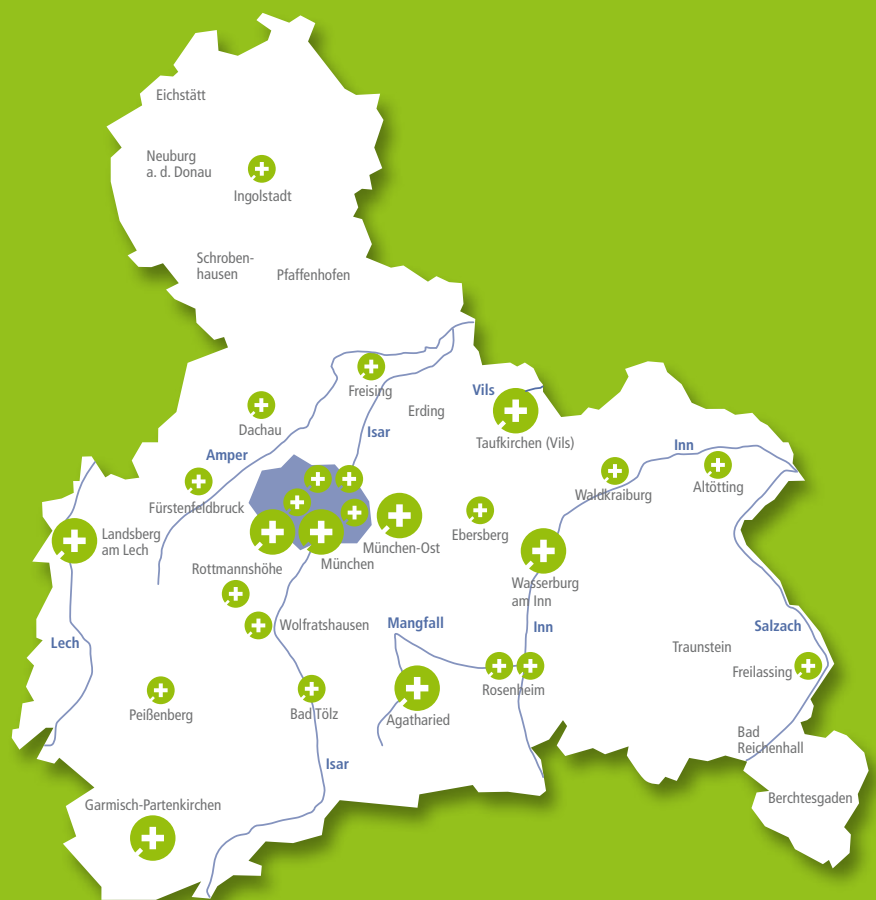 Eichstätt
Neuburg
a. d. Donau
Ingolstadt
Schroben-
hausen
Pfaffenhofen
Freising
Vils
Erding
Dachau
Isar
Taufkirchen (Vils)
Amper
Inn
Waldkraiburg
Altötting
Fürstenfeldbruck
Landsberg
am Lech
Ebersberg
München-Ost
München
Rottmannshöhe
Wasserburg
am Inn
Wolfratshausen
Mangfall
Inn
Salzach
Lech
Traunstein
Freilassing
Rosenheim
Peißenberg
Bad Tölz
Agatharied
Bad
Reichenhall
Isar
Garmisch-Partenkirchen
Berchtesgaden